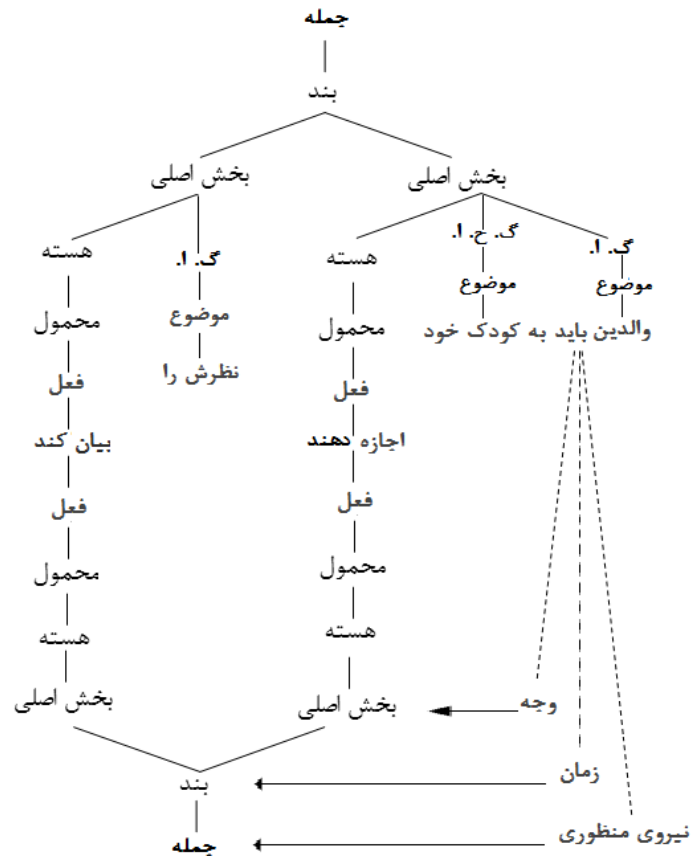 جمله
بند
بخش اصلی
بخش اصلی
گ. ا.
گ. ح. ا.
هسته
گ. ا.
هسته
موضوع
موضوع
محمول
موضوع
محمول
والدین باید به کودک خود
فعل
نظرش را
فعل
اجازه دهند
بیان کند
فعل
فعل
محمول
محمول
هسته
هسته
وجه
بخش اصلی
بخش اصلی
زمان
بند
نیروی منظوری
جمله